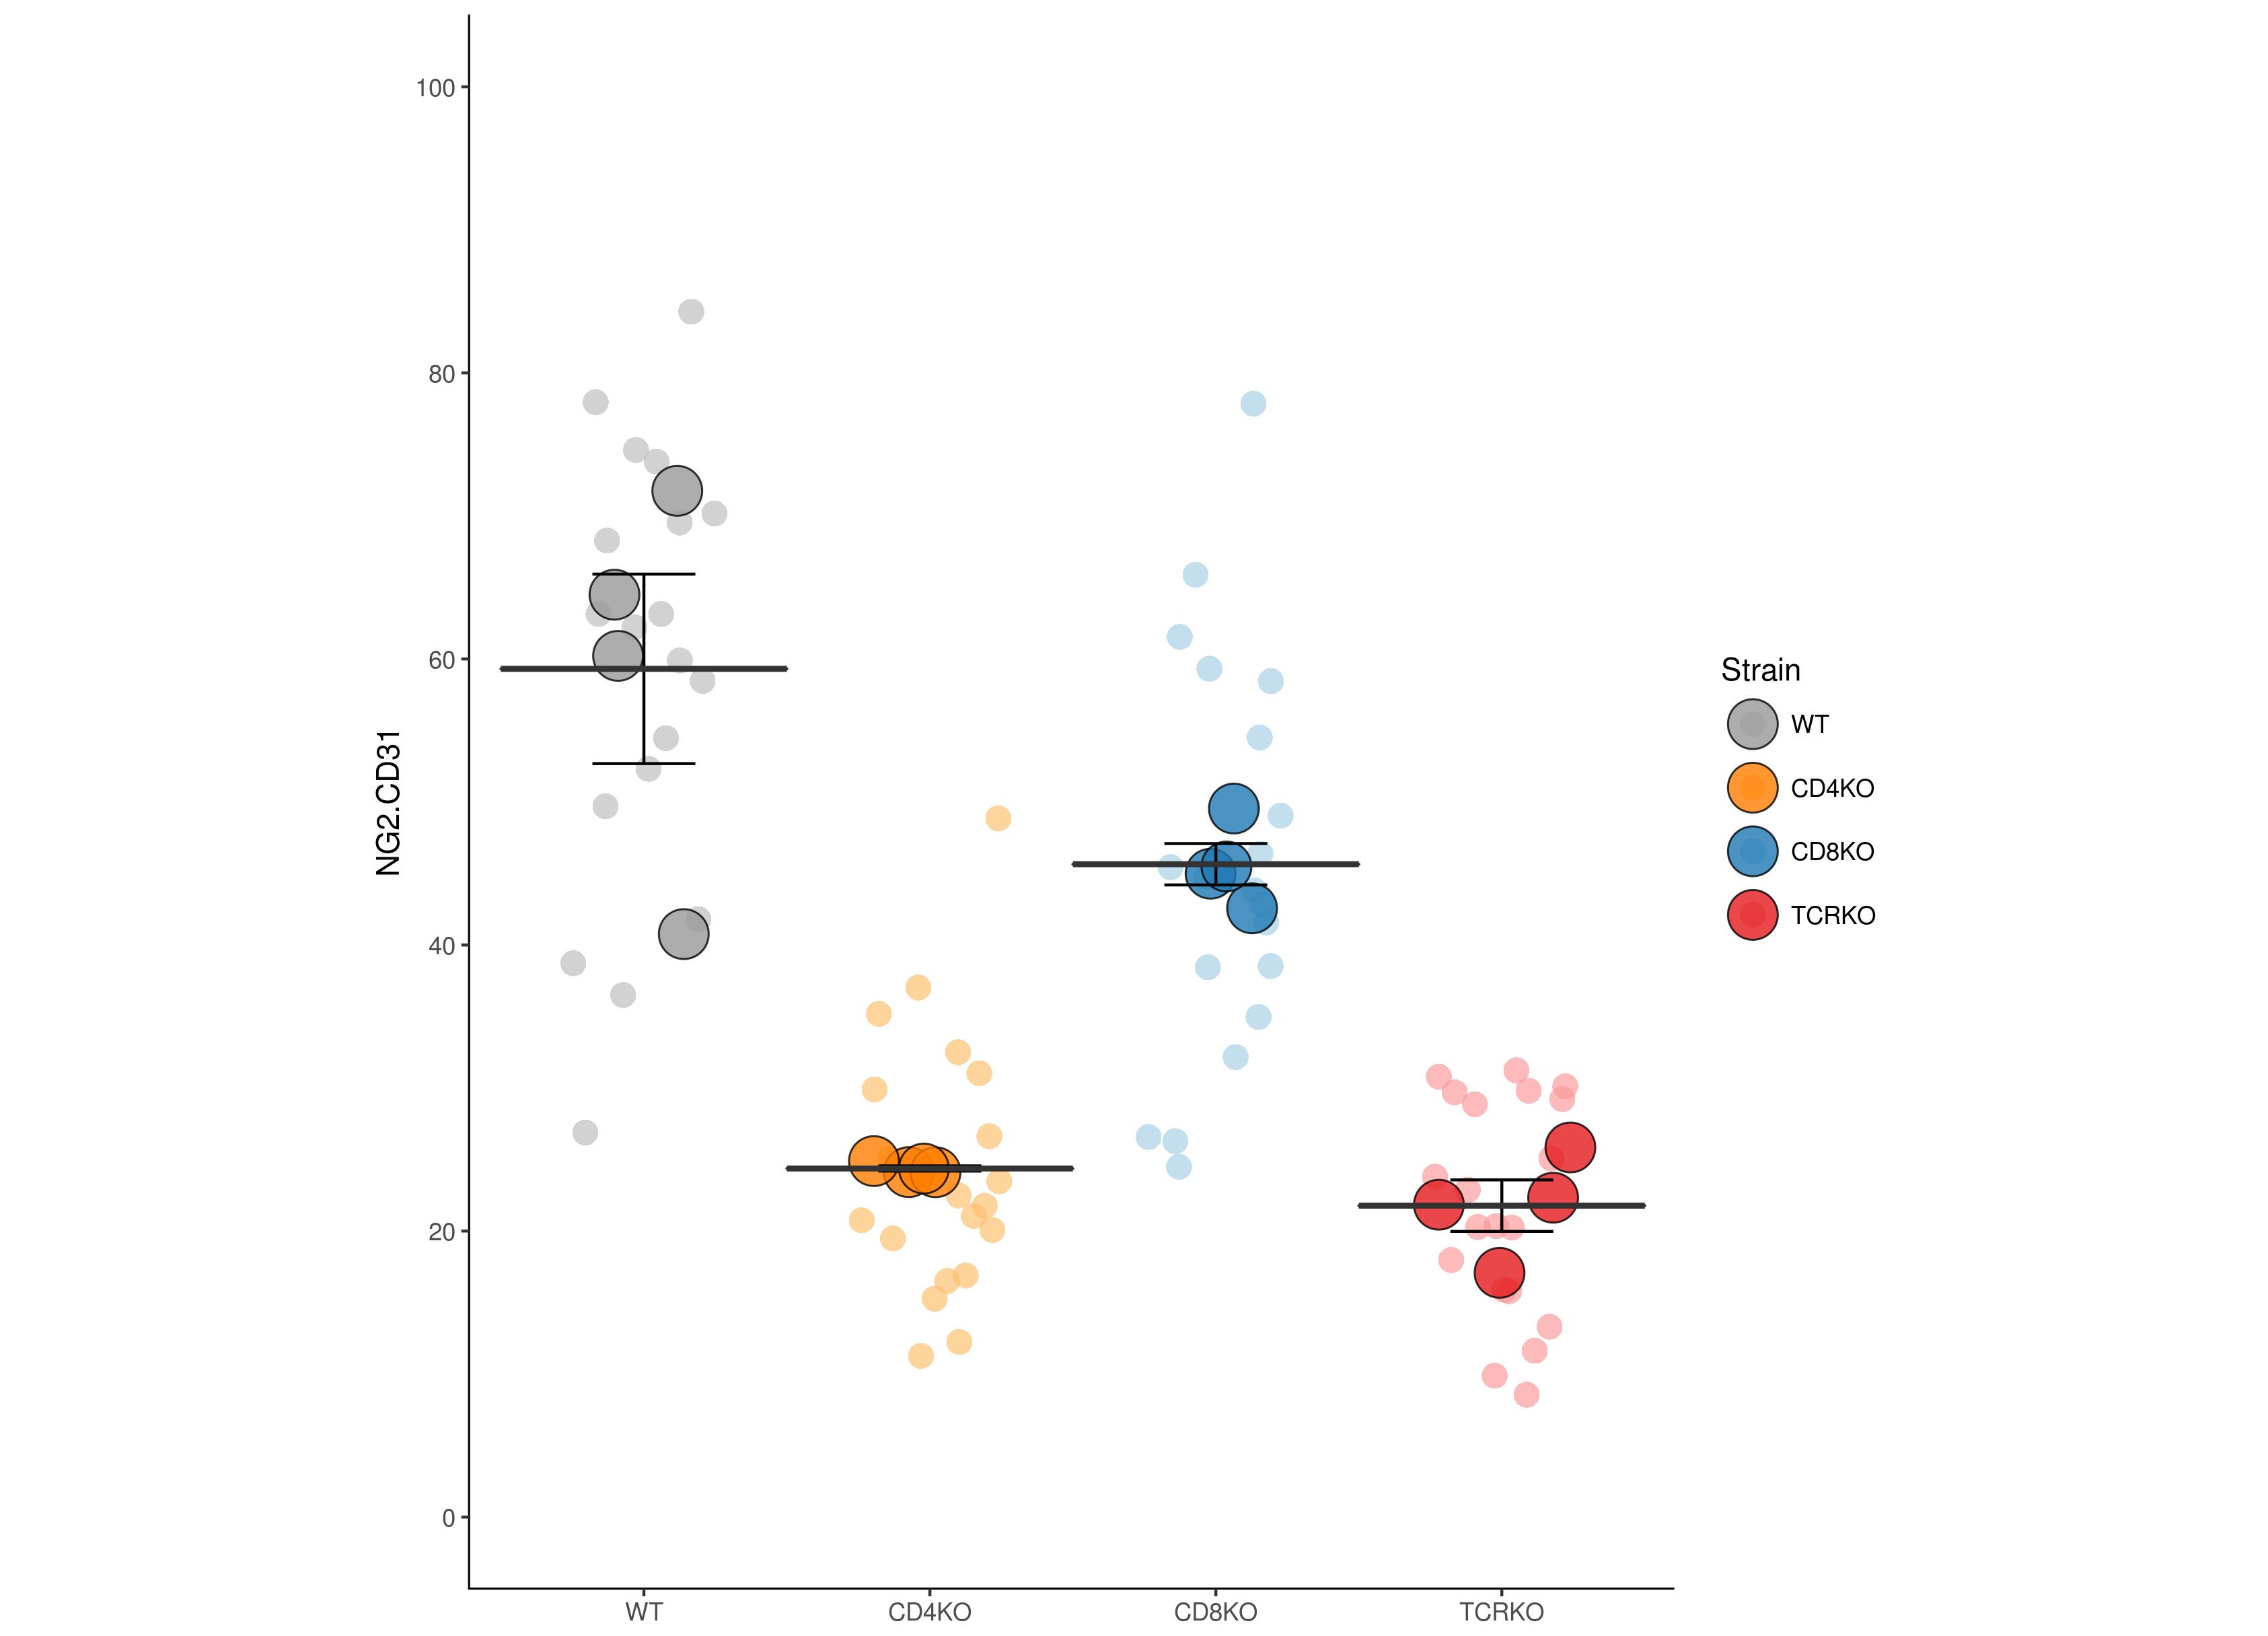 100
80
60
40
20
0
NG2.CD31
WT
CD4KO
CD8KO
TCRKO
Strain
WT
CD4KO
CD8KO
TCRKO